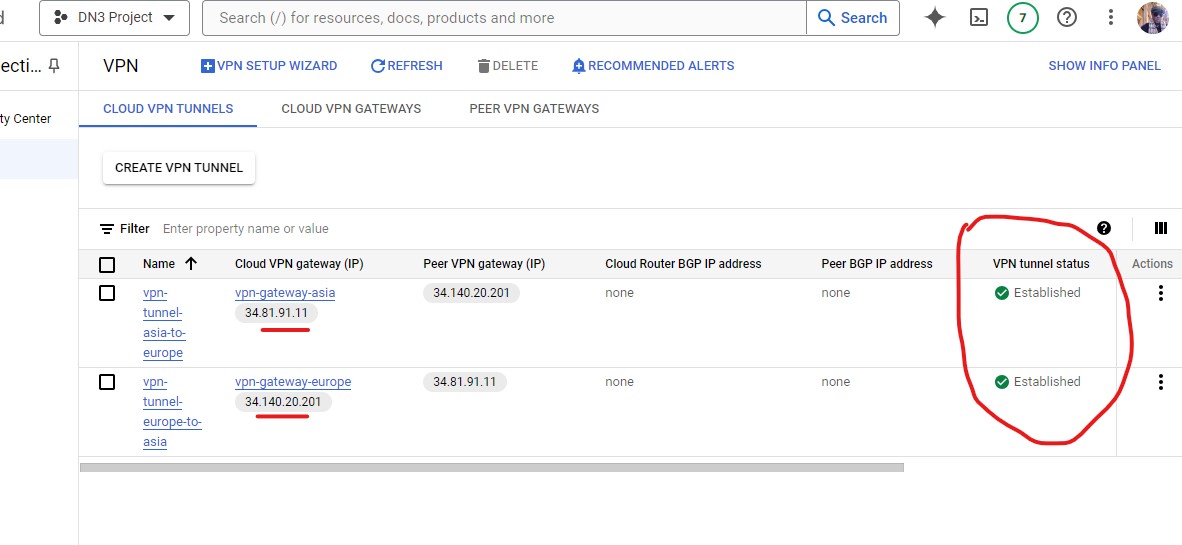 d
DN3 Project
Search (/) for resources, docs, products and more
Search
7
ecti...
VPN
VPN SETUP WIZARD
REFRESH
DELETE
RECOMMENDED ALERTS
SHOW INFO PANEL
ty Center
CLOUD VPN TUNNELS
CLOUD VPN GATEWAYS
PEER VPN GATEWAYS
CREATE VPN TUNNEL
Filter Enter property name or value
Name Cloud VPN gateway (IP) Peer VPN gateway (IP) Cloud Router BGP IP address Peer BGP IP address VPN tunnel status Actions
vpn- vpn-gateway-asia 34.140.20.201 none none Established
tunnel- 34.81.91.11
asia-to-
europe
vpn- vpn-gateway-europe 34.81.91.11 none none Established
tunnel- 34.140.20.201
europe-to-
asia